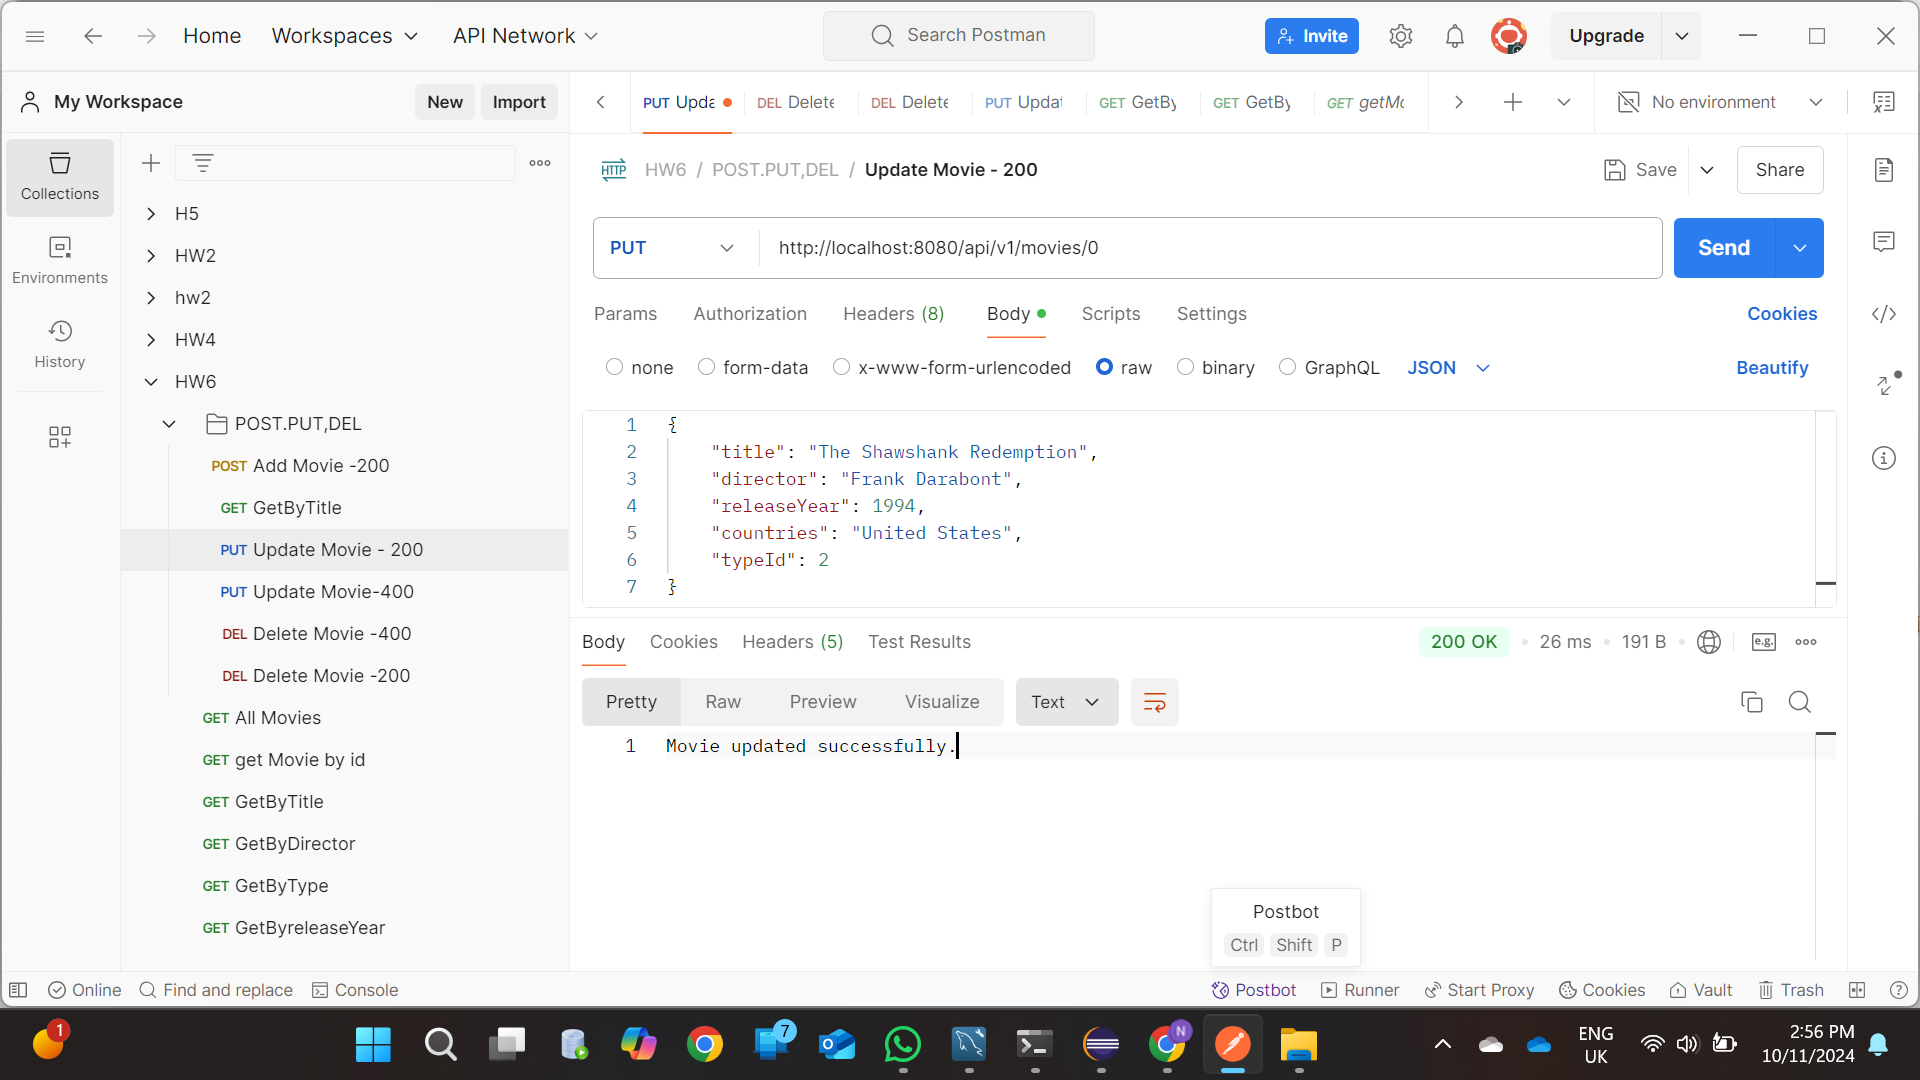 Home Workspaces API Network Search Postman Invite Upgrade
My Workspace New Import
PUT Upda DEL Delete DEL Delete PUT Updat GET GetBy GET GetBy GET getMo No environment
Collections
Environments
History
H5
HW2
hw2
HW4
HW6
POST.PUT,DEL
POST Add Movie -200
GET GetByTitle
PUT Update Movie - 200
PUT Update Movie-400
DEL Delete Movie -400
DEL Delete Movie -200
GET All Movies
GET get Movie by id
GET GetByTitle
GET GetByDirector
GET GetByType
GET GetByreleaseYear
HTTP HW6 / POST.PUT,DEL / Update Movie - 200 Save Share
PUT http://localhost:8080/api/v1/movies/0 Send
Params Authorization Headers (8) Body Scripts Settings Cookies
none form-data x-www-form-urlencoded raw binary GraphQL JSON Beautify
1 {
2 "title": "The Shawshank Redemption",
3 "director": "Frank Darabont",
4 "releaseYear": 1994,
5 "countries": "United States",
6 "typeId": 2
7 }
Body Cookies Headers (5) Test Results 200 OK 26 ms 191 B e.g.
Pretty Raw Preview Visualize Text
1 Movie updated successfully.
Postbot
Ctrl Shift P
Online Find and replace Console Postbot Runner Start Proxy Cookies Vault Trash
1 7 N ENG
UK
2:56 PM
10/11/2024